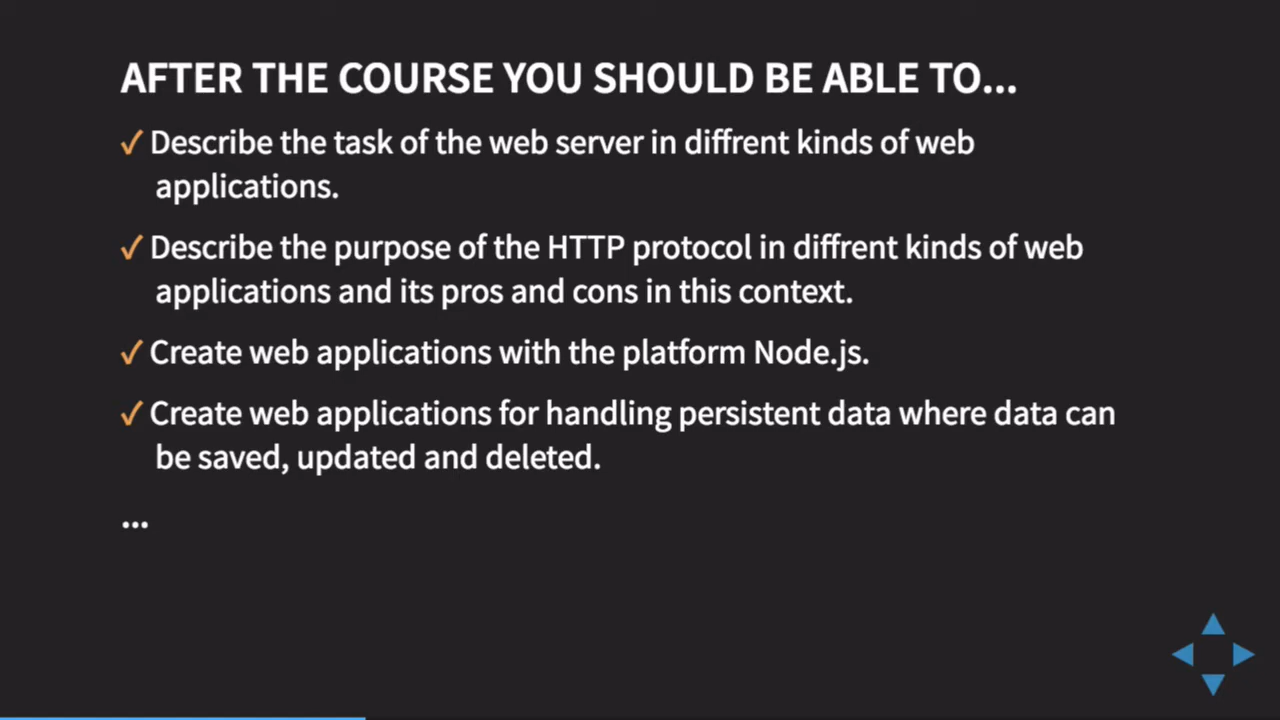 AFTER THE COURSE YOU SHOULD BE ABLE TO...
✓ Describe the task of the web server in diffrent kinds of web
applications.
✓ Describe the purpose of the HTTP protocol in diffrent kinds of web
applications and its pros and cons in this context.
✓ Create web applications with the platform Node.js.
✓ Create web applications for handling persistent data where data can
be saved, updated and deleted.
...